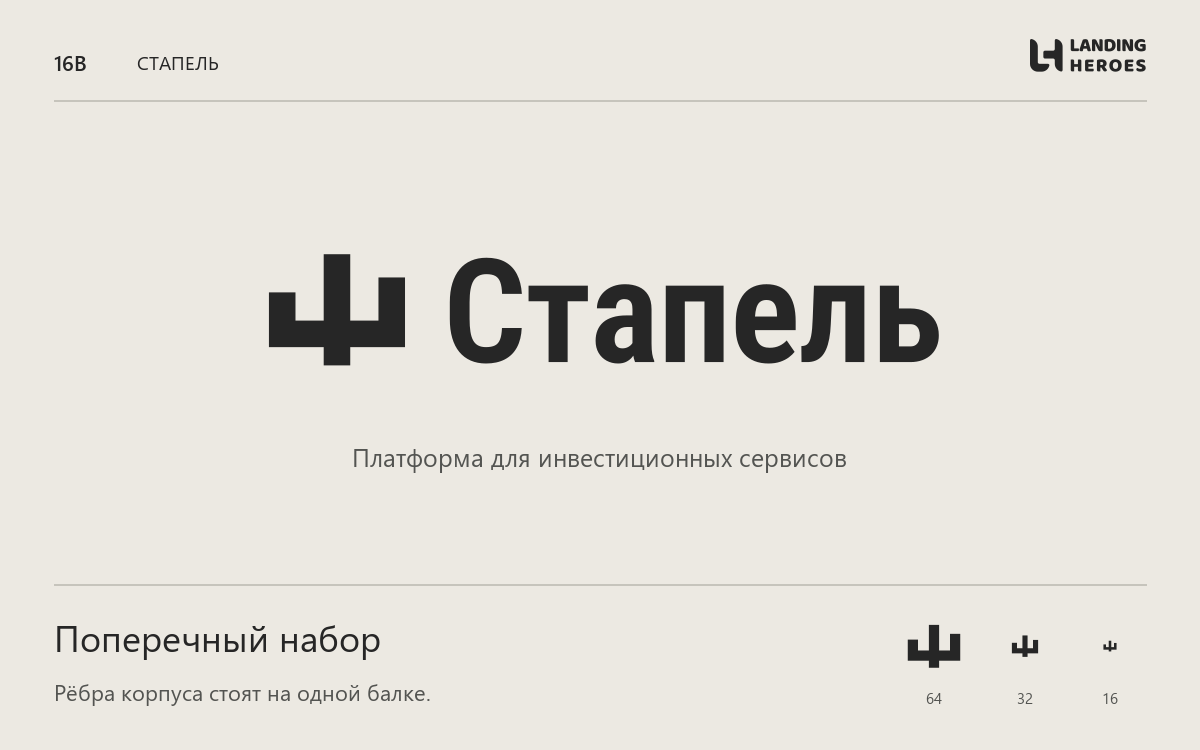 16В
СТАПЕЛЬ
LANDING
HEROES
Стапель
Платформа для инвестиционных сервисов
Поперечный набор
Рёбра корпуса стоят на одной балке.
64
32
16